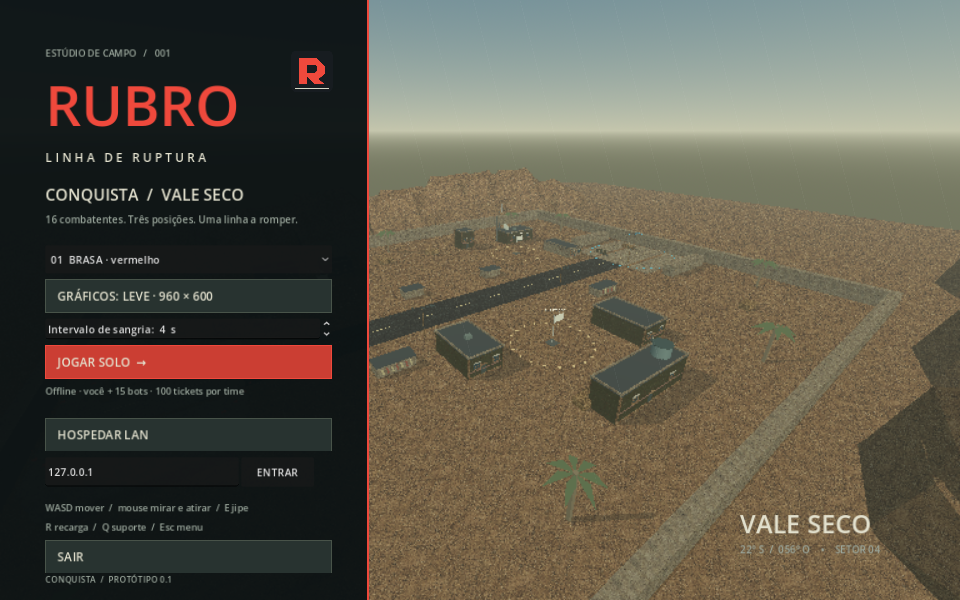 ESTÚDIO DE CAMPO / 001
R
RUBRO
LINHA DE RUPTURA
CONQUISTA / VALE SECO
16 combatentes. Três posições. Uma linha a romper.
01 BRASA · vermelho
GRÁFICOS: LEVE · 960 × 600
Intervalo de sangria: 4 s
JOGAR SOLO →
Offline · você + 15 bots · 100 tickets por time
HOSPEDAR LAN
127.0.0.1 ENTRAR
WASD mover / mouse mirar e atirar / E jipe
R recarga / Q suporte / Esc menu
SAIR
CONQUISTA / PROTÓTIPO 0.1
VALE SECO
22° S / 066° O · SETOR 04